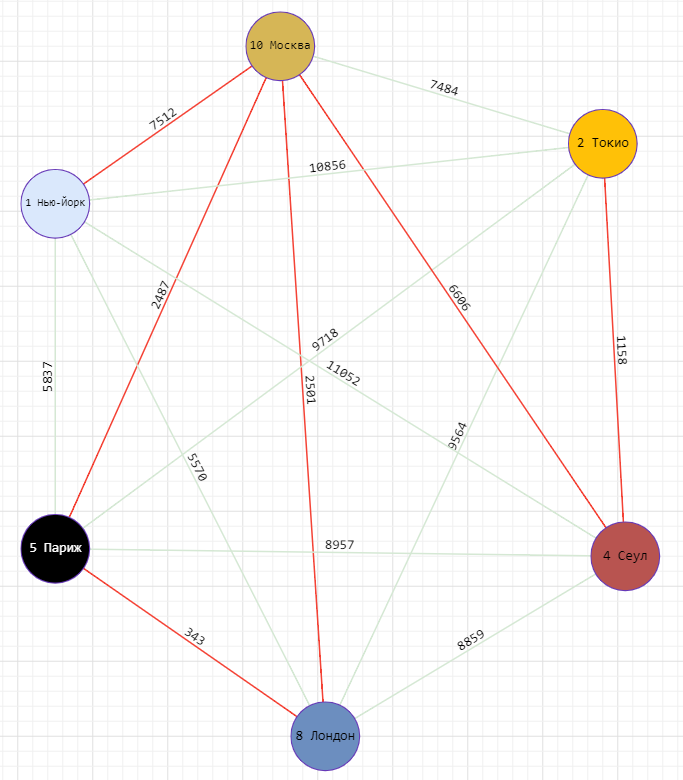 10 Москва
7484
7512
2 Токио
10856
1 Нью-Йорк
2487
6606
9718
1158
11052
5837
2501
9564
5570
8957
5 Париж
4 Сеул
343
8859
8 Лондон